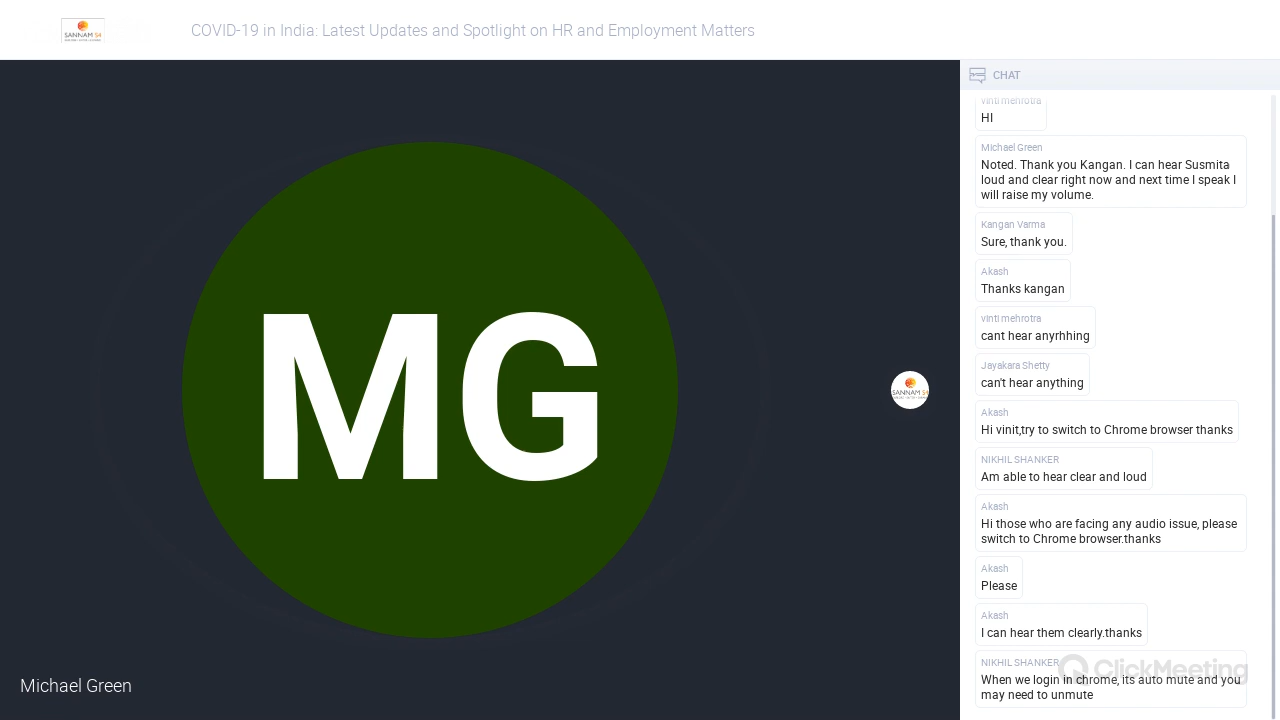 SANNAM S4
COVID-19 in India: Latest Updates and Spotlight on HR and Employment Matters
CHAT
vinti mehrotra
HI
Michael Green
Noted. Thank you Kangan. I can hear Susmita
loud and clear right now and next time I speak I
will raise my volume.
Kangan Varma
Sure, thank you.
Akash
Thanks kangan
vinti mehrotra
cant hear anyrhhing
Jayakara Shetty
can't hear anything
Akash
Hi vinit,try to switch to Chrome browser thanks
NIKHIL SHANKER
Am able to hear clear and loud
Akash
Hi those who are facing any audio issue, please
switch to Chrome browser.thanks
Akash
Please
Akash
I can hear them clearly.thanks
NIKHIL SHANKER
When we login in chrome, its auto mute and you
may need to unmute
ClickMeeting
MG
SANNAM S4
Michael Green